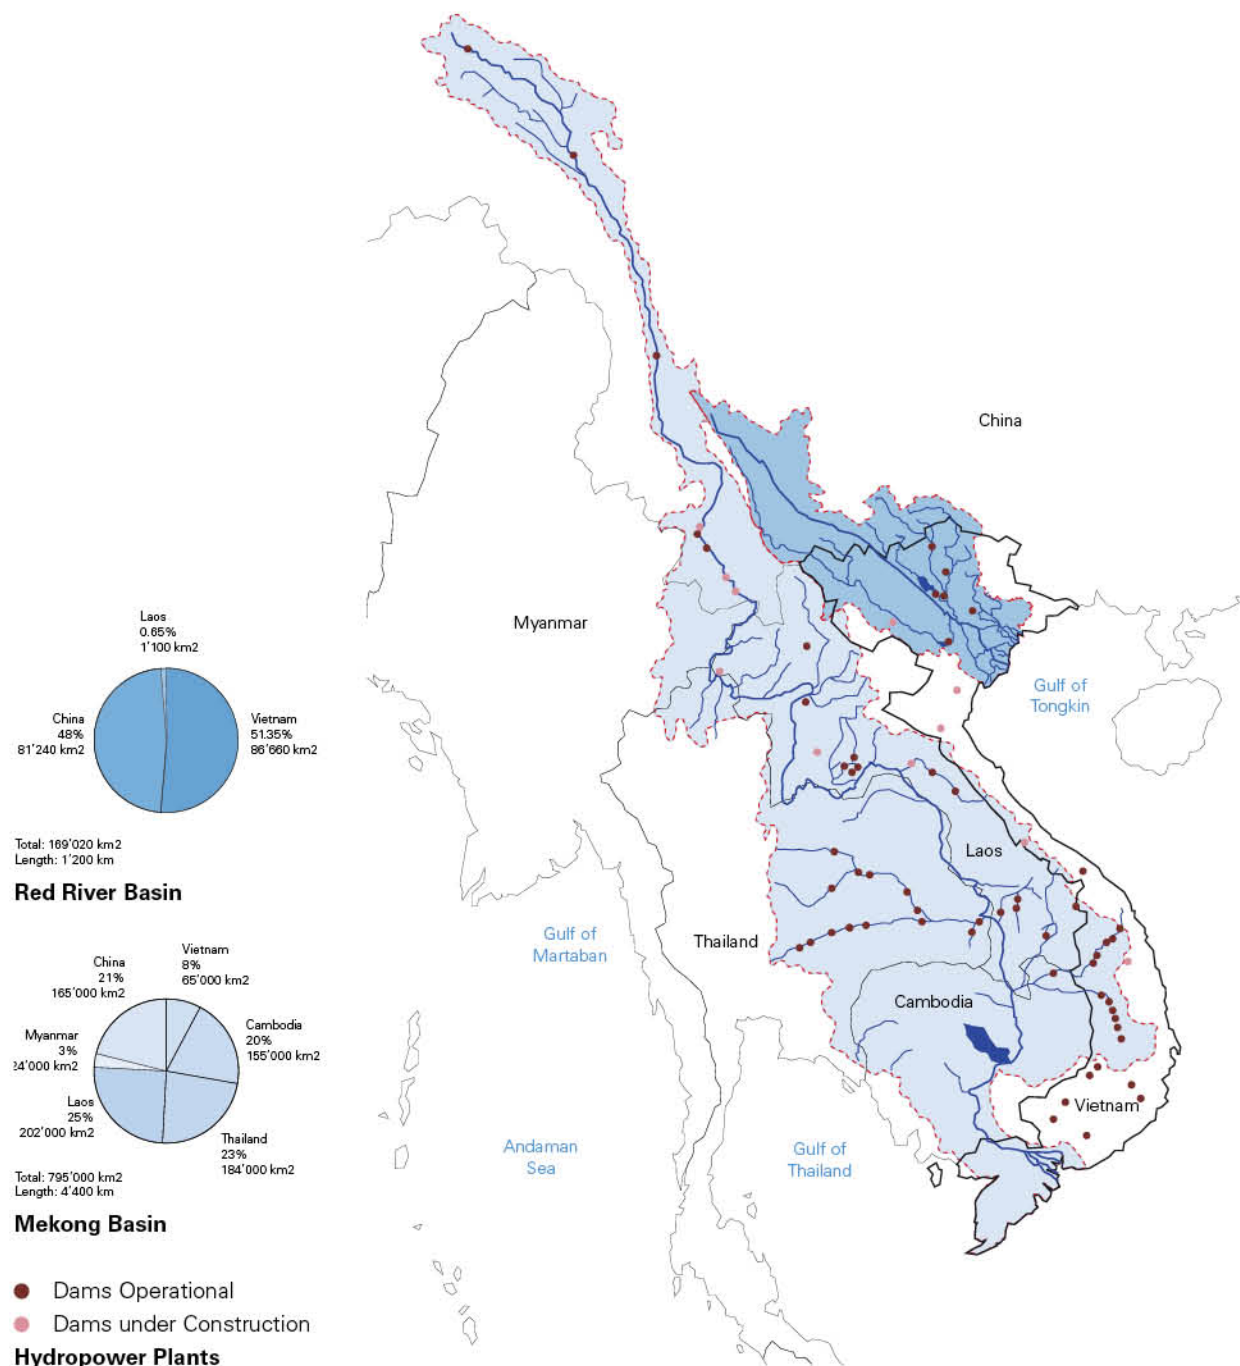 China
Myanmar
Gulf of
Tongkin
Laos
0.65%
1'100 km2
China
48%
81'240 km2
Vietnam
51.35%
86'660 km2
Total: 169'020 km2
Length: 1'200 km
Red River Basin
Laos
Thailand
Gulf of
Martaban
Cambodia
Vietnam
8%
65'000 km2
China
21%
165'000 km2
Myanmar
3%
24'000 km2
Cambodia
20%
155'000 km2
Laos
25%
202'000 km2
Thailand
23%
184'000 km2
Total: 795'000 km2
Length: 4'400 km
Mekong Basin
Vietnam
Andaman
Sea
Gulf of
Thailand
Dams Operational
Dams under Construction
Hydropower Plants